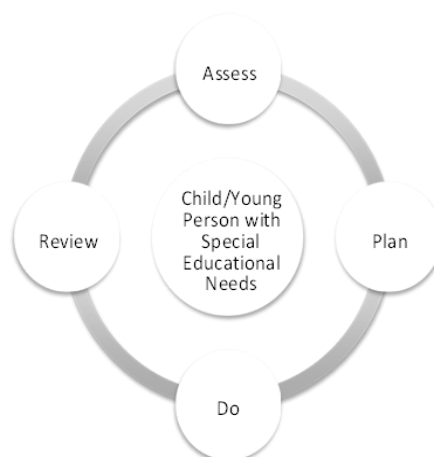 Assess
Child/Young
Person with
Special
Educational
Needs
Review
Plan
Do